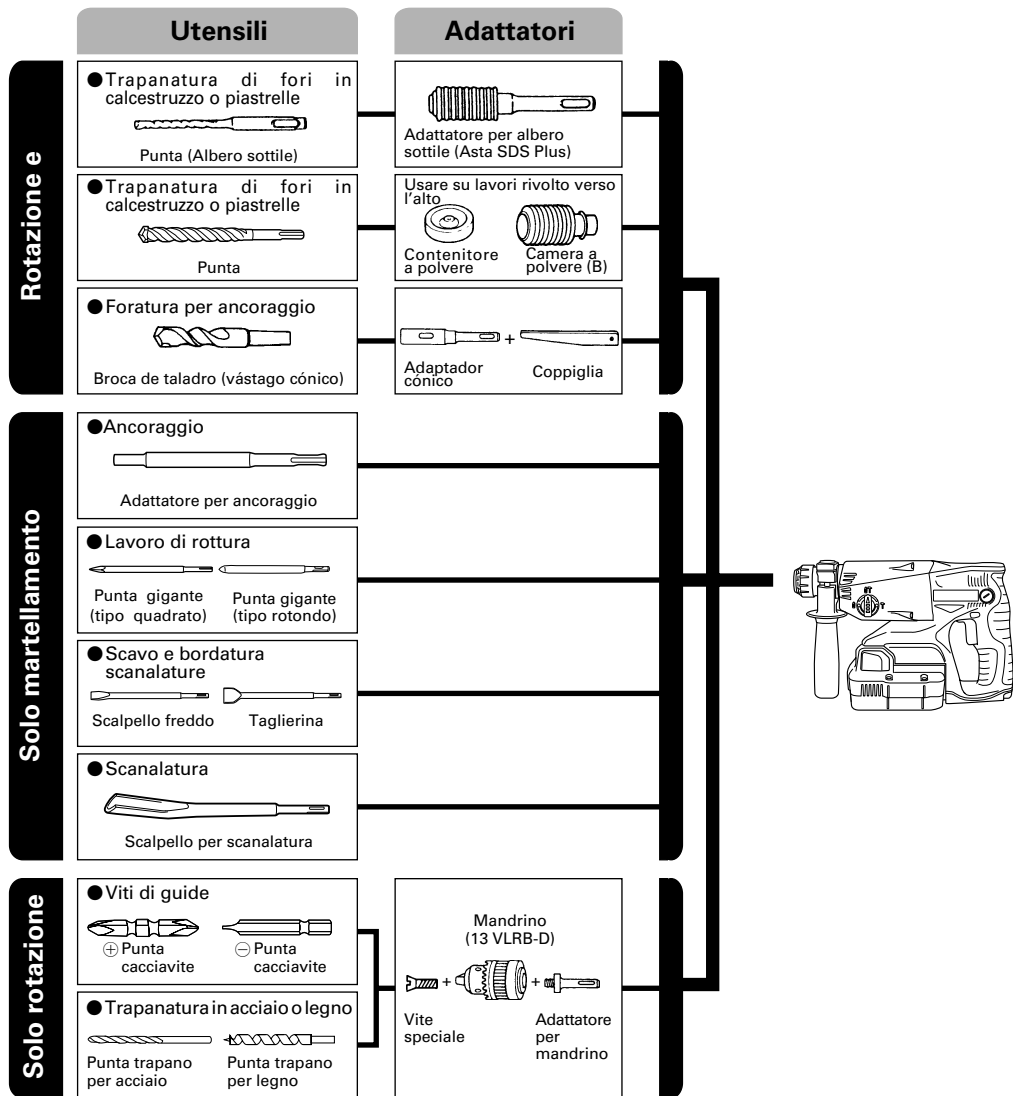 Utensili
Adattatori
Rotazione e
●Trapanatura di fori in
calcestruzzo o piastrelle
Punta (Albero sottile)
Adattatore per albero
sottile (Asta SDS Plus)
●Trapanatura di fori in
calcestruzzo o piastrelle
Punta
Usare su lavori rivolto verso
l'alto
Contenitore
a polvere
Camera a
polvere (B)
●Foratura per ancoraggio
Broca de taladro (vástago cónico)
+
Adaptador
cónico
Coppiglia
Solo martellamento
●Ancoraggio
Adattatore per ancoraggio
●Lavoro di rottura
Punta gigante
(tipo quadrato)
Punta gigante
(tipo rotondo)
●Scavo e bordatura
scanalature
Scalpello freddo
Taglierina
●Scanalatura
Scalpello per scanalatura
Solo rotazione
●Viti di guide
⊕ Punta
cacciavite
⊖ Punta
cacciavite
●Trapanatura in acciaio o legno
Punta trapano
per acciaio
Punta trapano
per legno
Mandrino
(13 VLRB-D)
+ +
Vite
speciale
Adattatore
per
mandrino